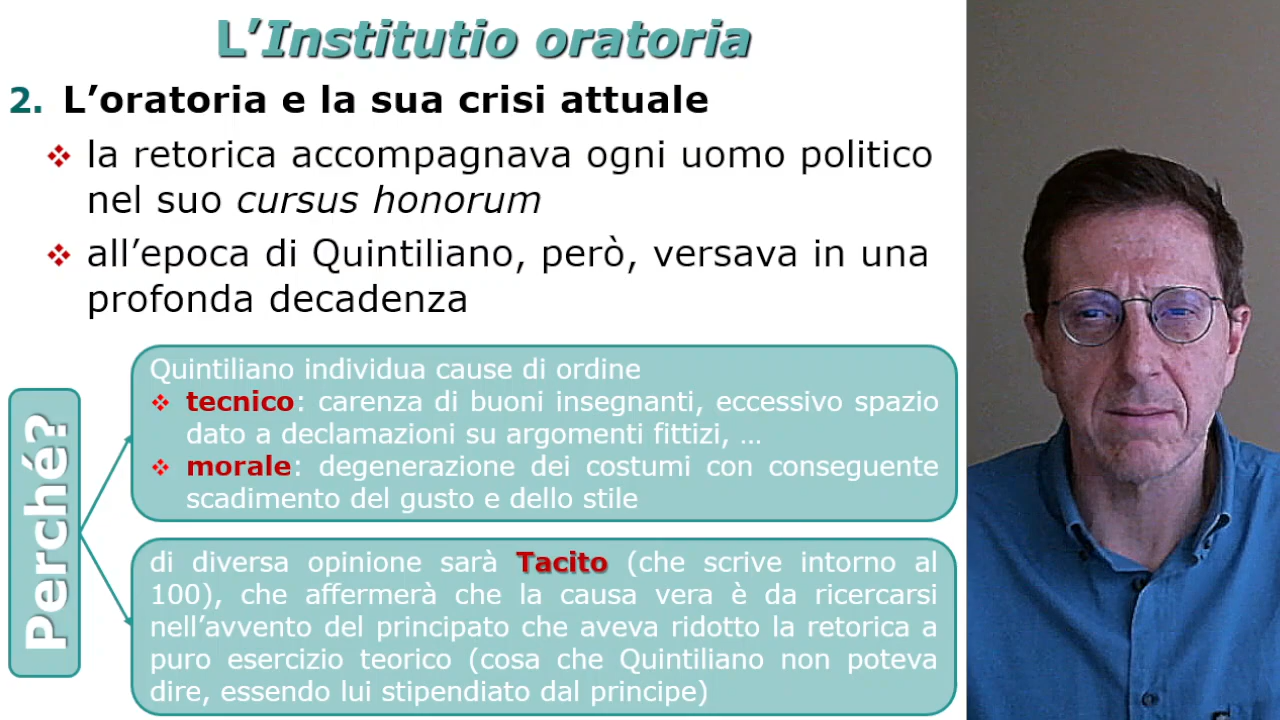 L’Institutio oratoria
2. L’oratoria e la sua crisi attuale
❖ la retorica accompagnava ogni uomo politico
nel suo cursus honorum
❖ all’epoca di Quintiliano, però, versava in una
profonda decadenza
Perché?
Quintiliano individua cause di ordine
❖ tecnico: carenza di buoni insegnanti, eccessivo spazio
dato a declamazioni su argomenti fittizi, …
❖ morale: degenerazione dei costumi con conseguente
scadimento del gusto e dello stile
di diversa opinione sarà Tacito (che scrive intorno al
100), che affermerà che la causa vera è da ricercarsi
nell’avvento del principato che aveva ridotto la retorica a
puro esercizio teorico (cosa che Quintiliano non poteva
dire, essendo lui stipendiato dal principe)